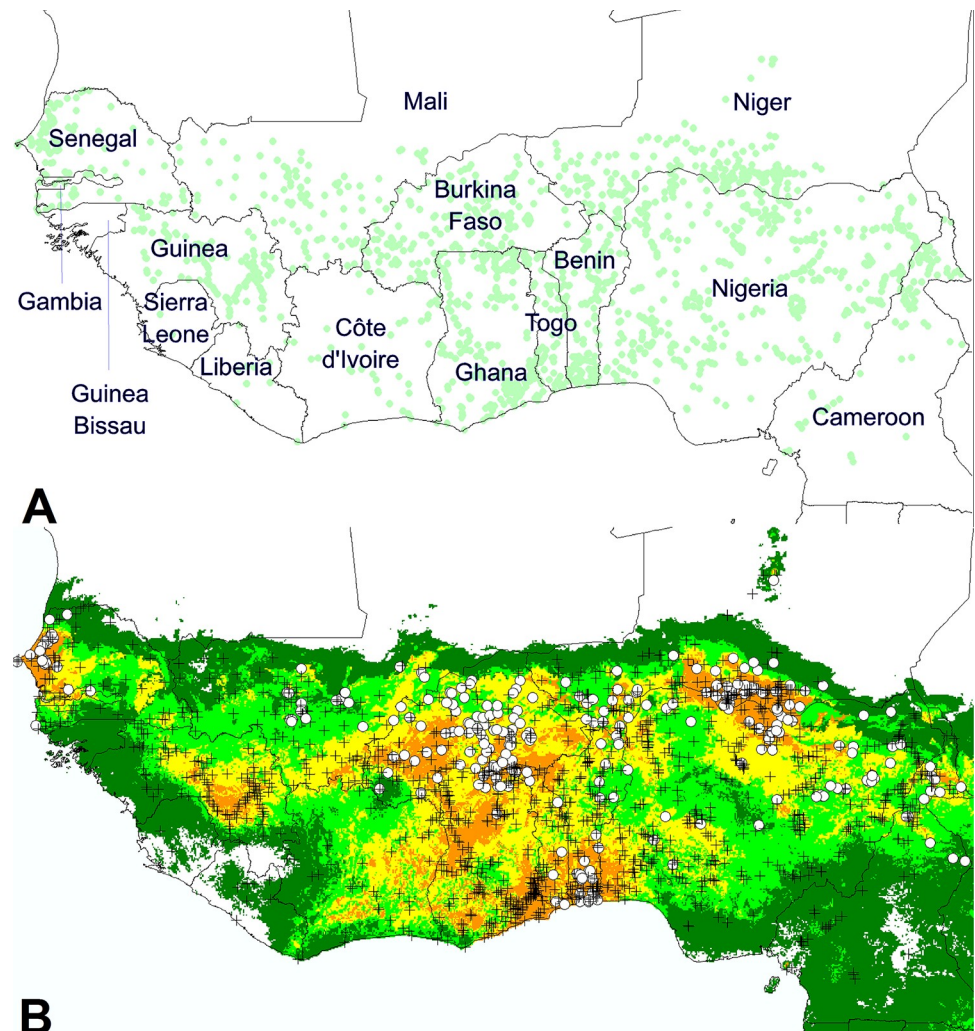 Mali
Niger
Senegal
Burkina
Faso
Guinea
Benin
Gambia
Sierra
Leone
Côte
d'Ivoire
Togo
Nigeria
Liberia
Ghana
Guinea
Bissau
Cameroon
A
B